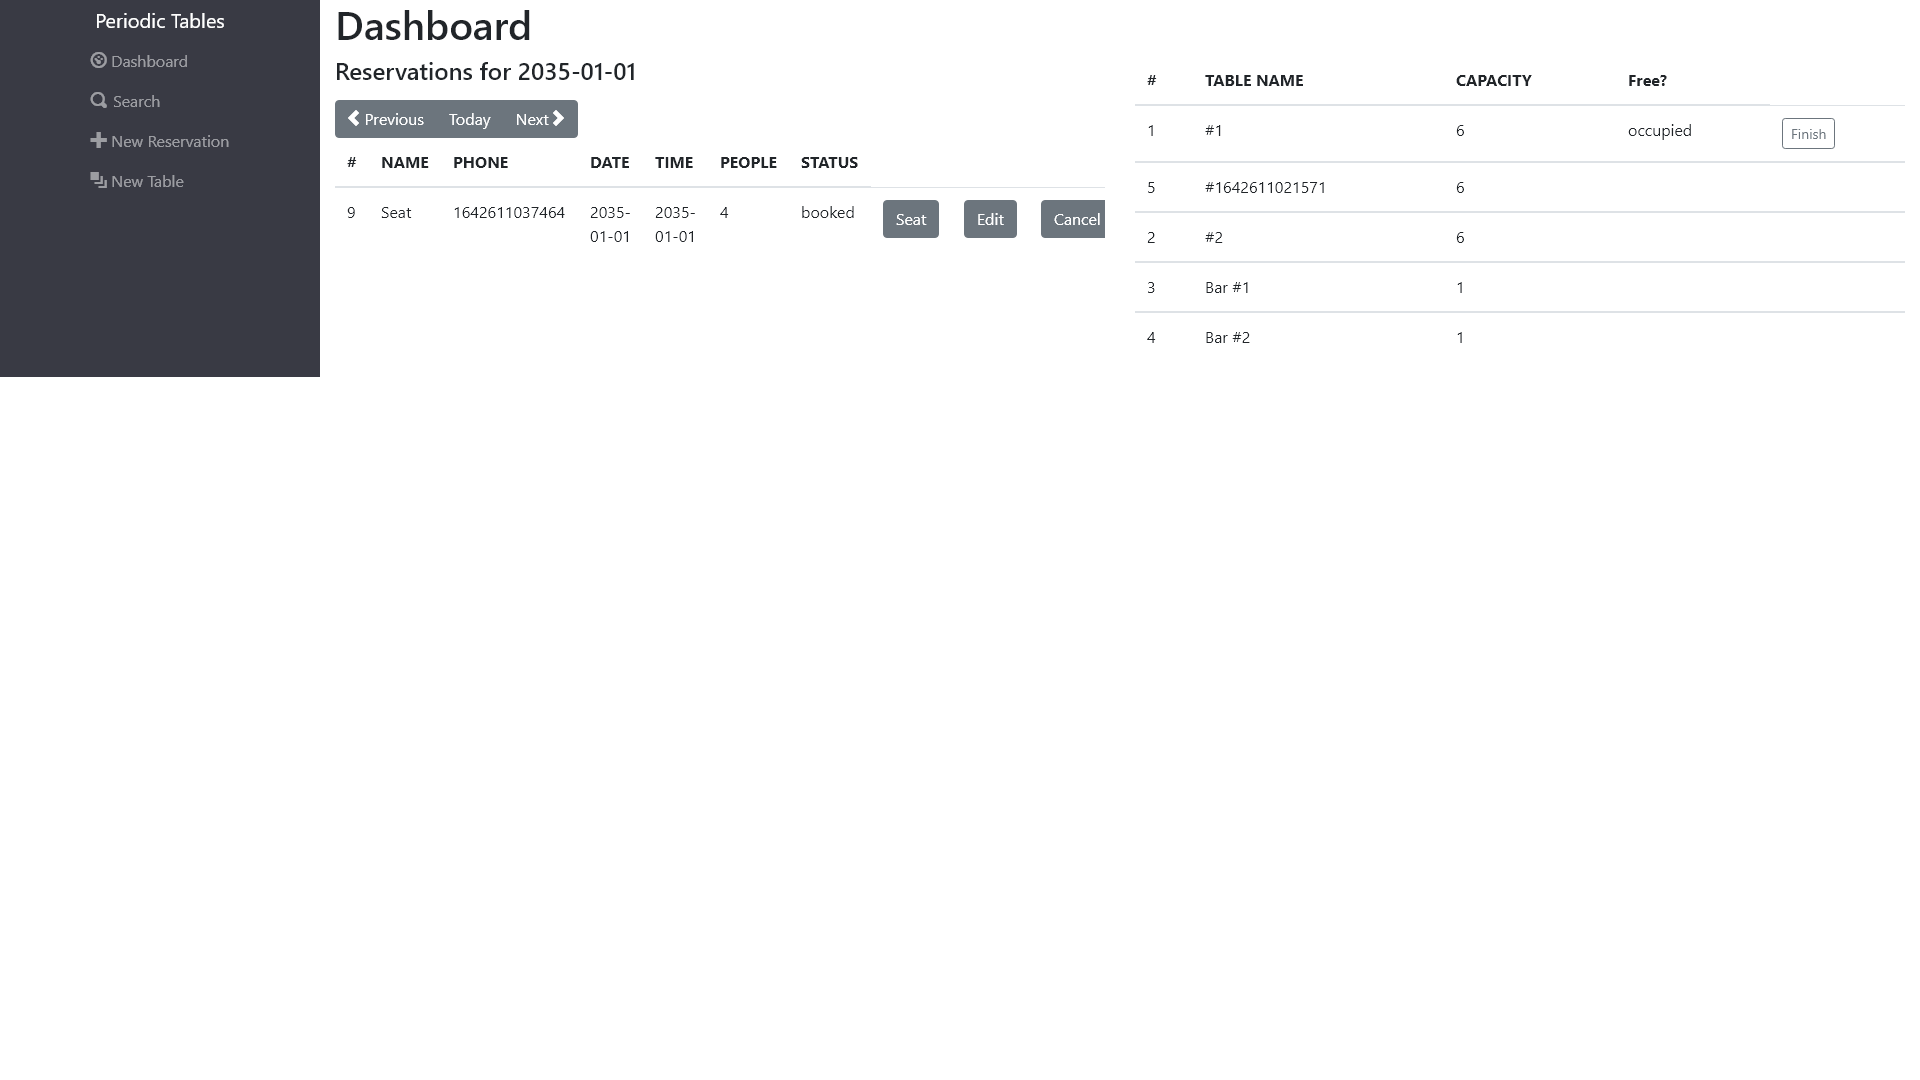 Periodic Tables
Dashboard
Search
New Reservation
New Table
Dashboard
Reservations for 2035-01-01
Previous Today Next
# NAME PHONE DATE TIME PEOPLE STATUS
9 Seat 1642611037464 2035-01-01 2035-01-01 4 booked Seat Edit Cancel
# TABLE NAME CAPACITY Free?
1 #1 6 occupied Finish
5 #1642611021571 6
2 #2 6
3 Bar #1 1
4 Bar #2 1